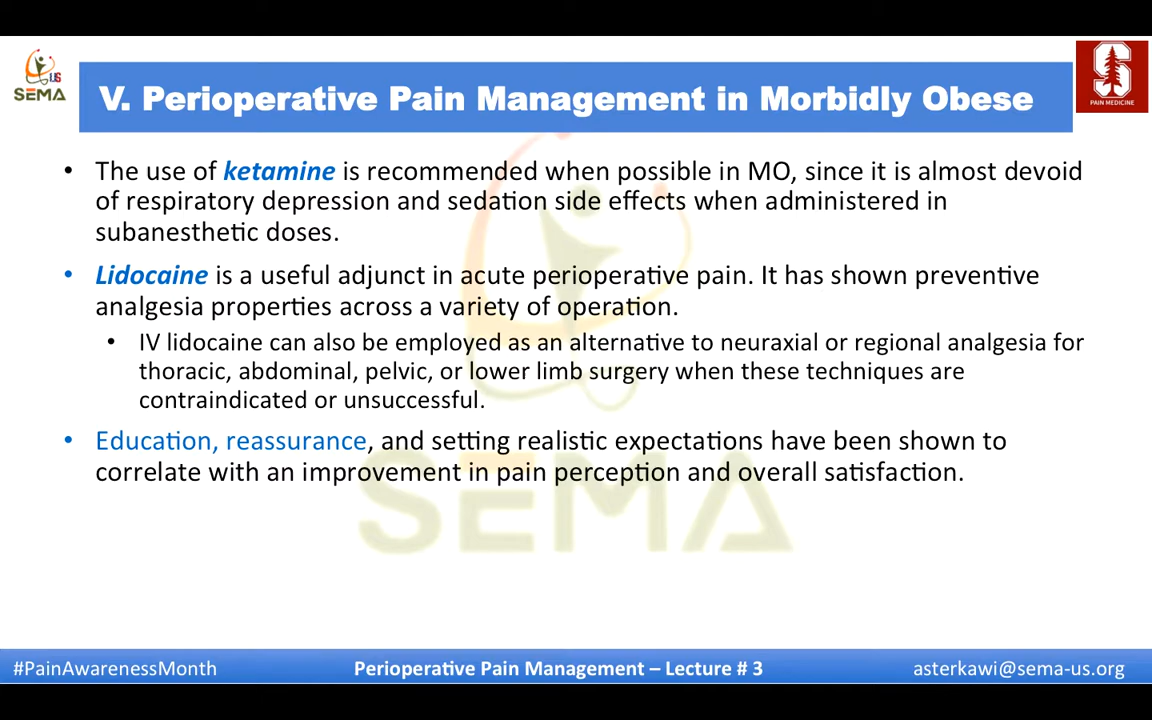 US
SEMA
V. Perioperative Pain Management in Morbidly Obese
S
PAIN MEDICINE
• The use of ketamine is recommended when possible in MO, since it is almost devoid
of respiratory depression and sedation side effects when administered in
subanesthetic doses.
• Lidocaine is a useful adjunct in acute perioperative pain. It has shown preventive
analgesia properties across a variety of operation.
• IV lidocaine can also be employed as an alternative to neuraxial or regional analgesia for
thoracic, abdominal, pelvic, or lower limb surgery when these techniques are
contraindicated or unsuccessful.
• Education, reassurance, and setting realistic expectations have been shown to
correlate with an improvement in pain perception and overall satisfaction.
SEMA
#PainAwarenessMonth
Perioperative Pain Management – Lecture # 3
asterkawi@sema-us.org